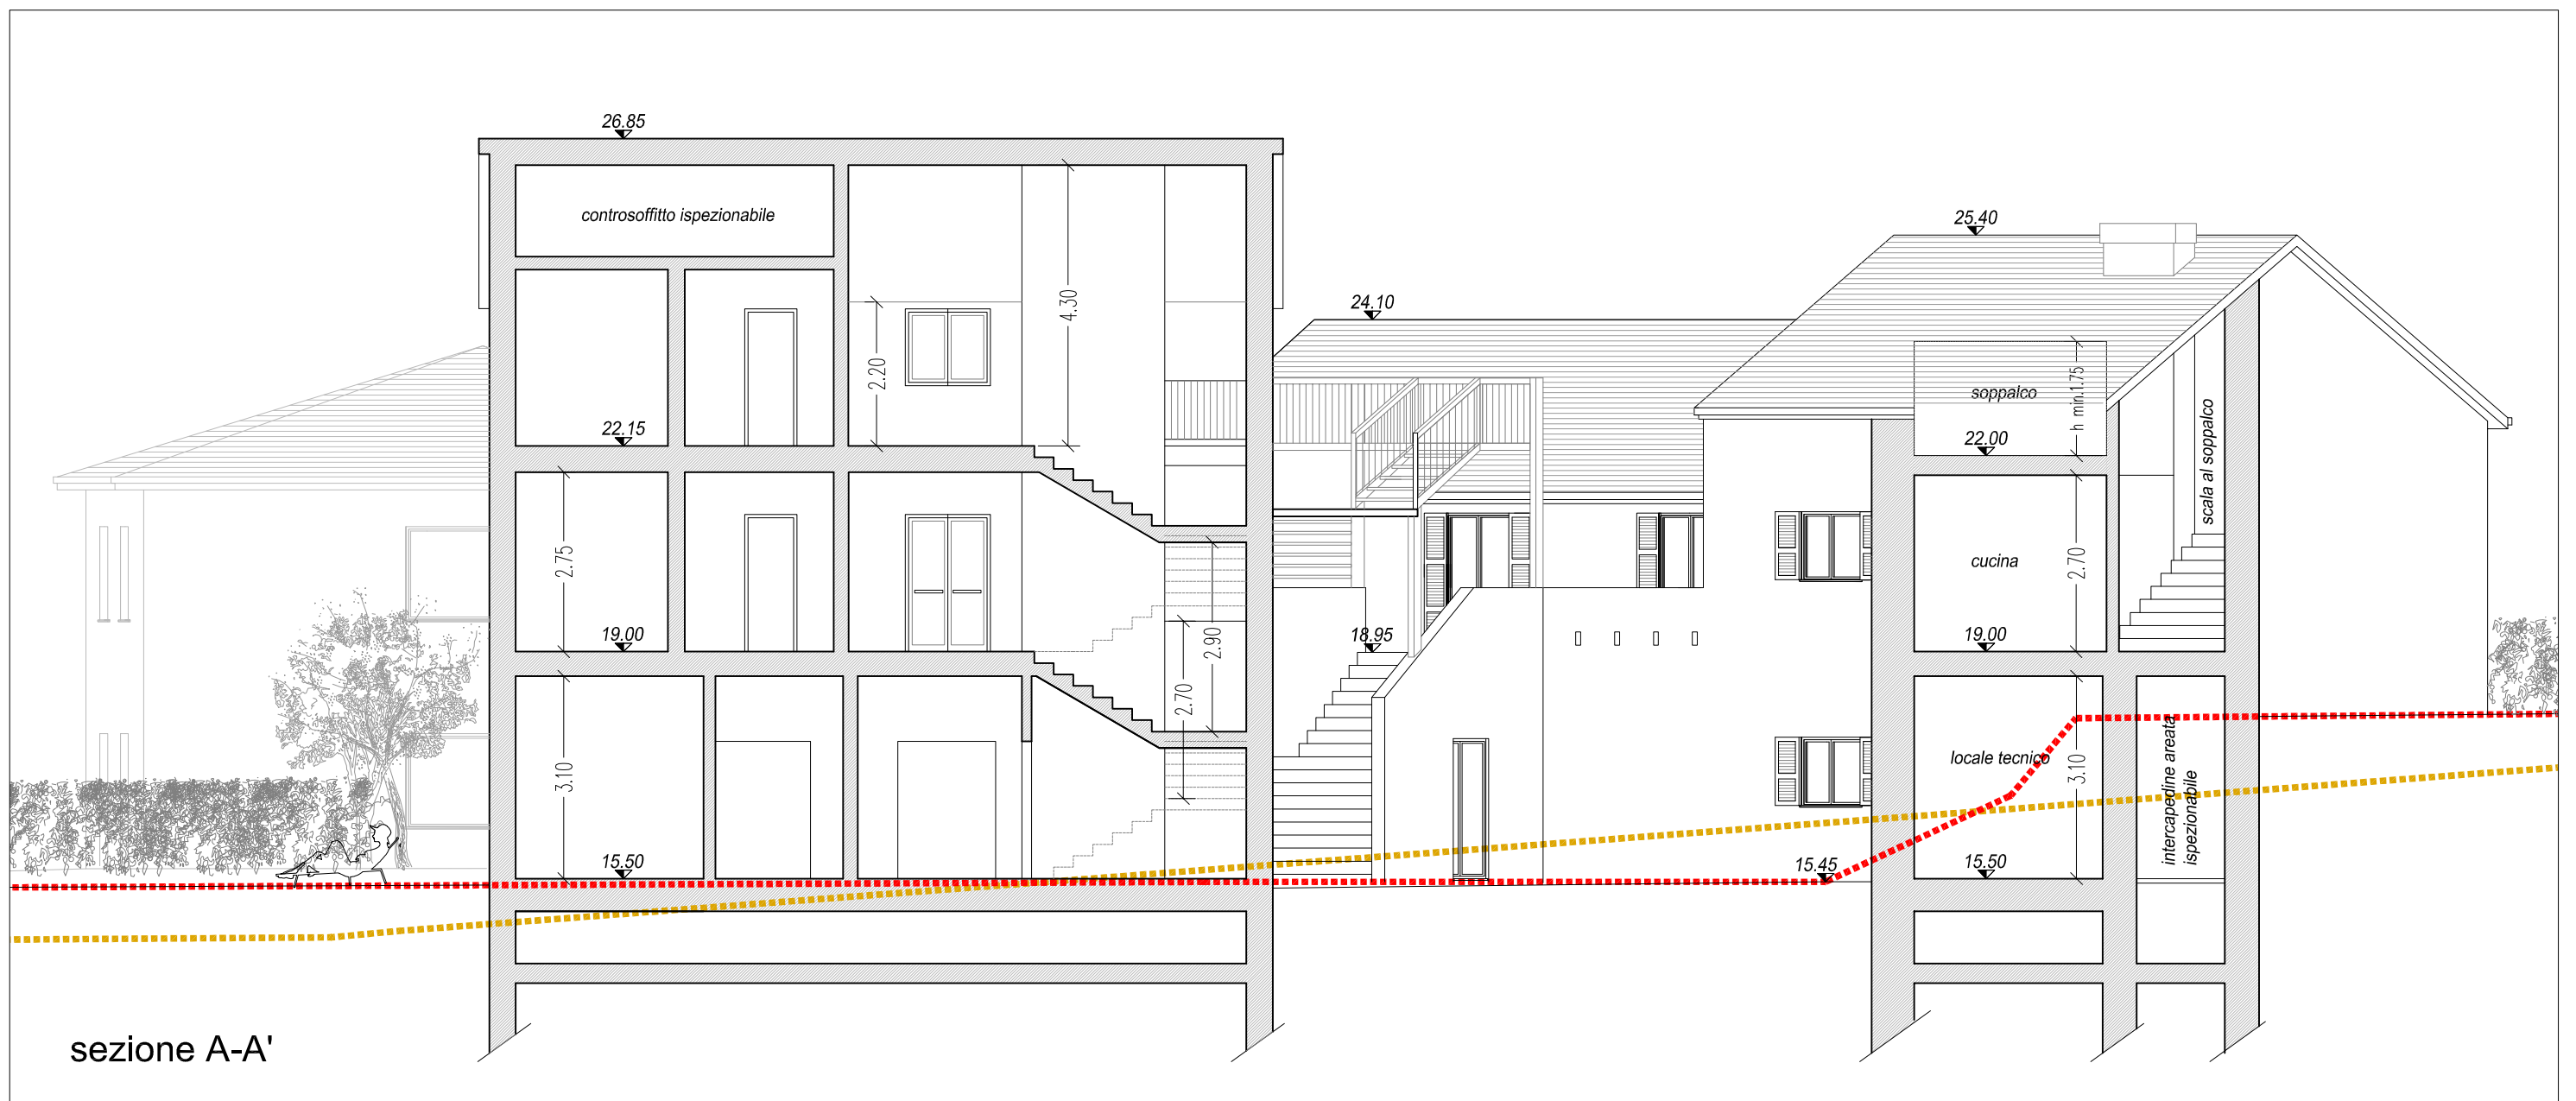 26.85
controsoffitto ispezionabile
4.30
2.20
22.15
2.75
19.00
2.90
2.70
3.10
15.50
24.10
18.95
25.40
soppalco
h min.1.75
22.00
scala al soppalco
cucina
2.70
19.00
locale tecnico
3.10
intercapedine areata
ispezionabile
15.45
15.50
sezione A-A'